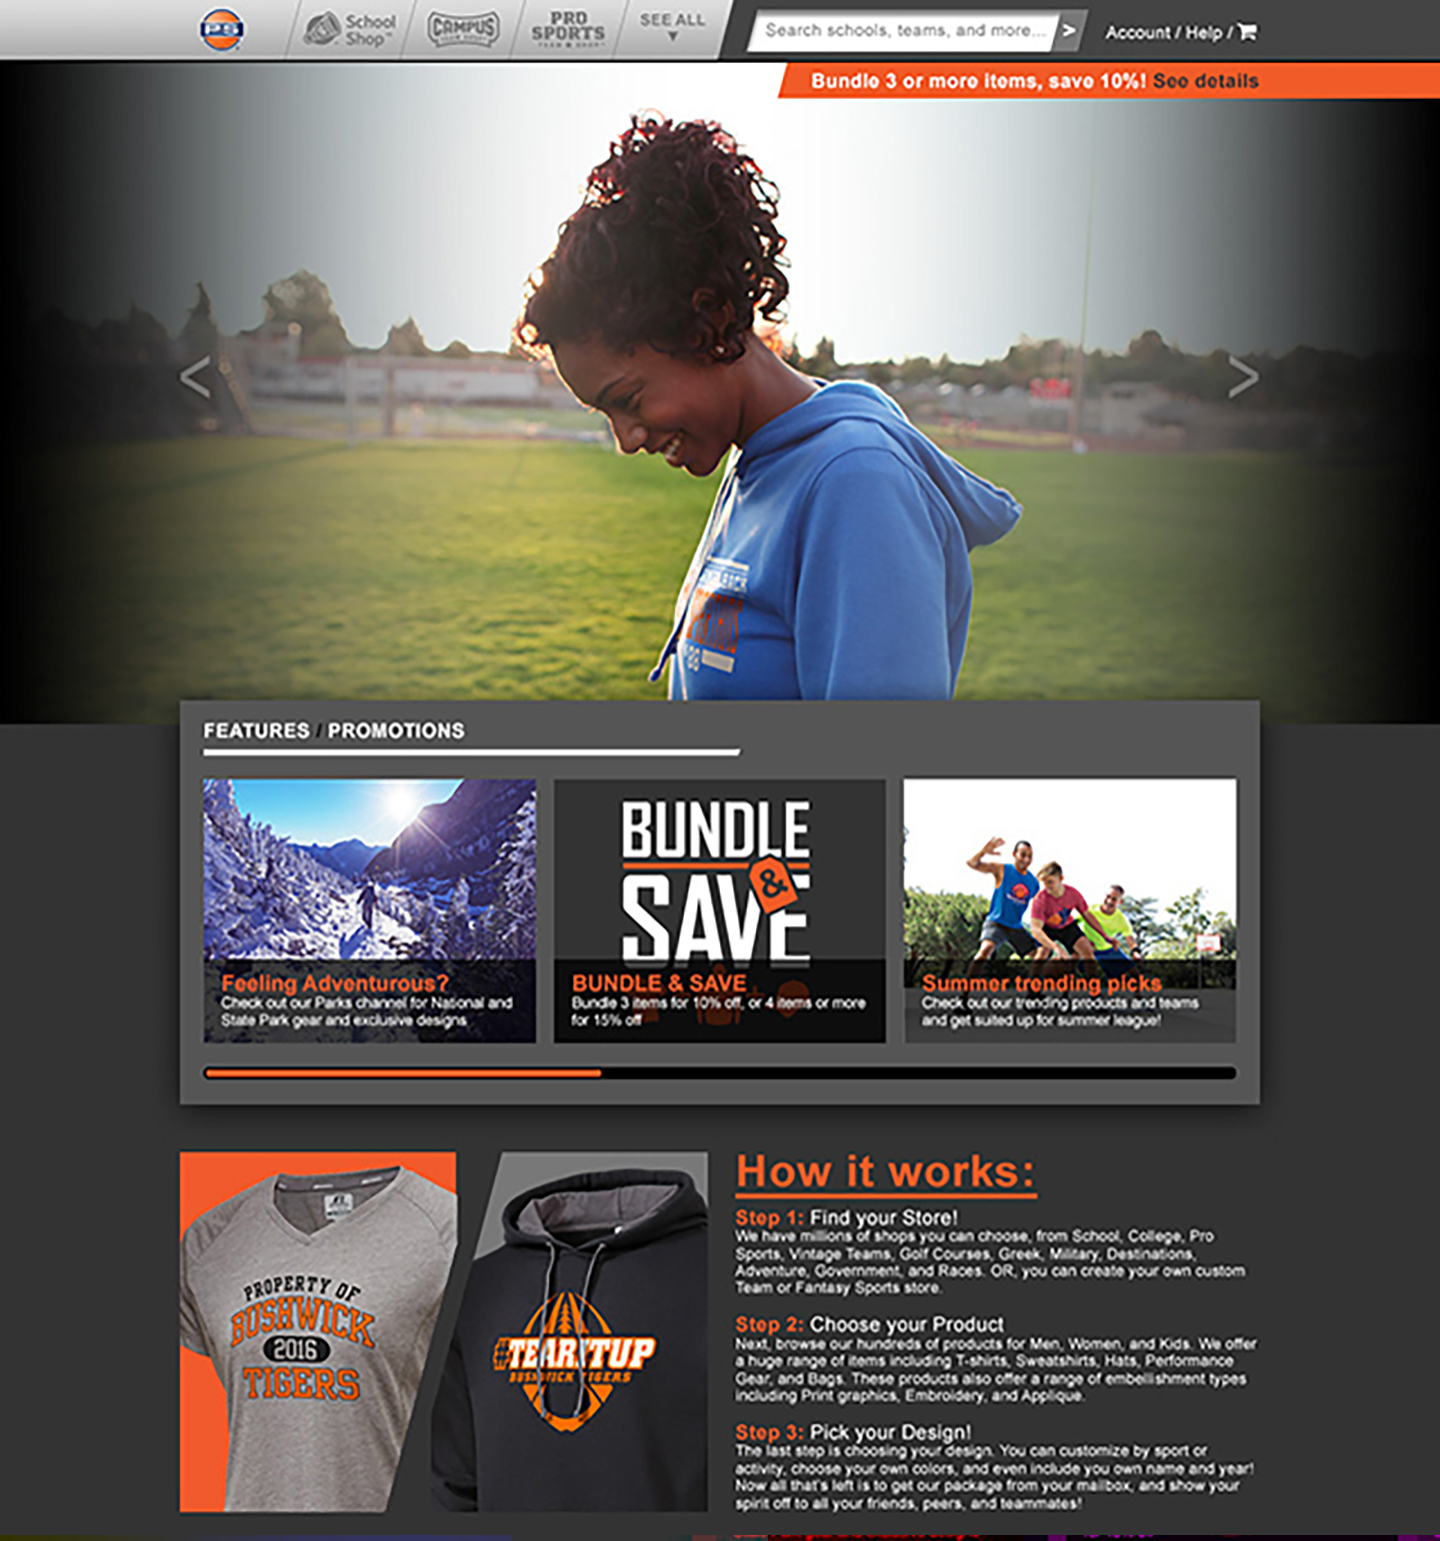 PS
School
Shop™
CAMPUS
TEAM SHOP
PRO
SPORTS
TEAM SHOP
SEE ALL
Search schools, teams, and more... >
Account / Help /
Bundle 3 or more items, save 10%! See details
<
>
FEATURES / PROMOTIONS
Feeling Adventurous?
Check out our Parks channel for National and
State Park gear and exclusive designs
BUNDLE
&
SAVE
BUNDLE & SAVE
Bundle 3 items for 10% off, or 4 items or more
for 15% off
Summer trending picks
Check out our trending products and teams
and get suited up for summer league!
PROPERTY OF
BUSHWICK
2016
TIGERS
#TEARITUP
BUSHWICK TIGERS
How it works:
Step 1: Find your Store!
We have millions of shops you can choose, from School, College, Pro
Sports, Vintage Teams, Golf Courses, Greek, Military, Destinations,
Adventure, Government, and Races. OR, you can create your own custom
Team or Fantasy Sports store.
Step 2: Choose your Product
Next, browse our hundreds of products for Men, Women, and Kids. We offer
a huge range of items including T-shirts, Sweatshirts, Hats, Performance
Gear, and Bags. These products also offer a range of embellishment types
including Print graphics, Embroidery, and Applique.
Step 3: Pick your Design!
The last step is choosing your design. You can customize by sport or
activity, choose your own colors, and even include you own name and year!
Now all that's left is to get our package from your mailbox, and show your
spirit off to all your friends, peers, and teammates!